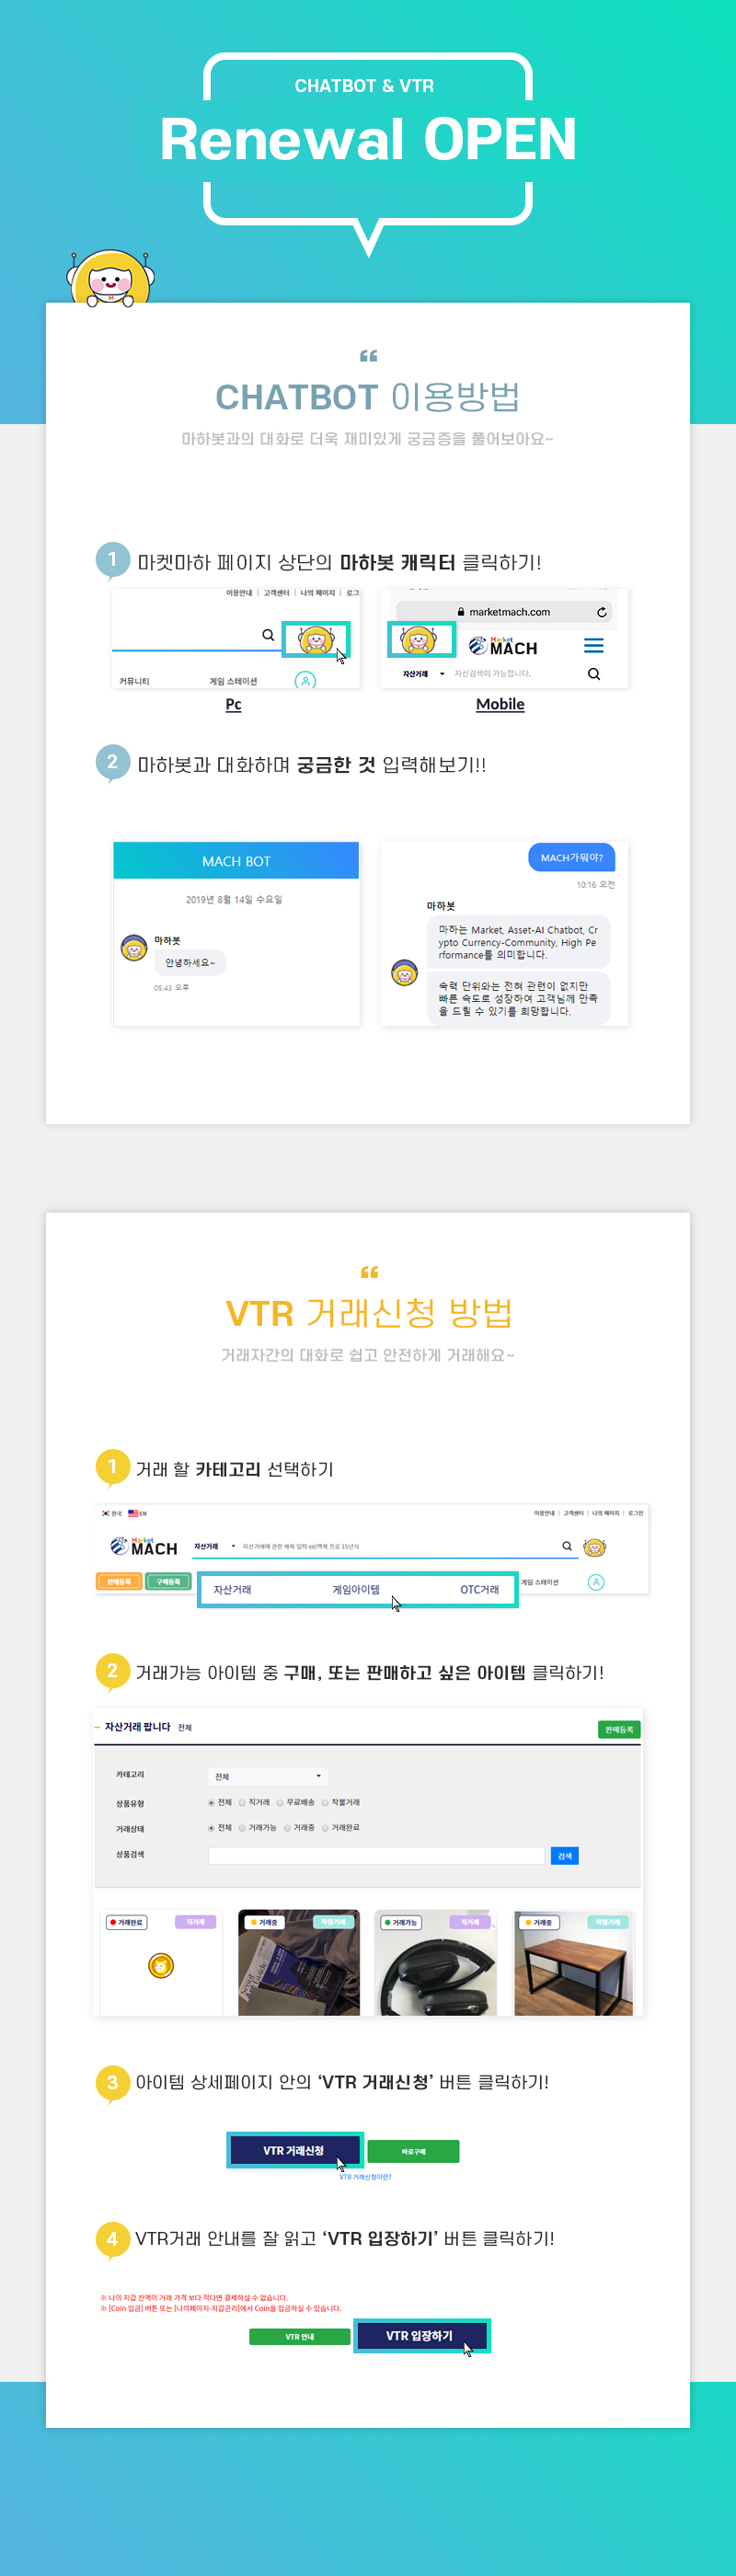 CHATBOT & VTR
Renewal OPEN
CHATBOT 이용방법
마하봇과의 대화로 더욱 재미있게 궁금증을 풀어보아요~
1 마켓마하 페이지 상단의 마하봇 캐릭터 클릭하기!
이용안내 | 고객센터 | 나의 페이지 | 로그
커뮤니티 게임 스테이션
Pc
marketmach.com
Market MACH
자산거래 자산검색이 가능합니다.
Mobile
2 마하봇과 대화하며 궁금한 것 입력해보기!!
MACH BOT
2019년 8월 14일 수요일
마하봇
안녕하세요~
05:43 오후
MACH가뭐야?
10:16 오전
마하봇
마하는 Market, Asset-AI Chatbot, Cr
ypto Currency-Community, High Pe
rformance를 의미합니다.
속력 단위와는 전혀 관련이 없지만
빠른 속도로 성장하여 고객님께 만족
을 드릴 수 있기를 희망합니다.
VTR 거래신청 방법
거래자간의 대화로 쉽고 안전하게 거래해요~
1 거래 할 카테고리 선택하기
한국 EN
이용안내 | 고객센터 | 나의 페이지 | 로그인
Market MACH
자산거래 자산거래에 관한 제목 입력 ex)맥북 프로 15년식
판매등록 구매등록 자산거래 게임아이템 OTC거래 게임 스테이션
2 거래가능 아이템 중 구매, 또는 판매하고 싶은 아이템 클릭하기!
자산거래 팝니다 전체
판매등록
카테고리 전체
상품유형 전체 직거래 무료배송 착불거래
거래상태 전체 거래가능 거래중 거래완료
상품검색 검색
거래완료 직거래 거래중 착불거래 거래가능 직거래 거래중 착불거래
3 아이템 상세페이지 안의 ‘VTR 거래신청’ 버튼 클릭하기!
VTR 거래신청 바로구매
VTR 거래신청이란?
4 VTR거래 안내를 잘 읽고 ‘VTR 입장하기’ 버튼 클릭하기!
※ 나의 지갑 잔액이 거래 가격 보다 적다면 결제하실 수 없습니다.
※ [Coin 입금] 버튼 또는 [나의페이지-지갑관리]에서 Coin을 입금하실 수 있습니다.
VTR 안내 VTR 입장하기